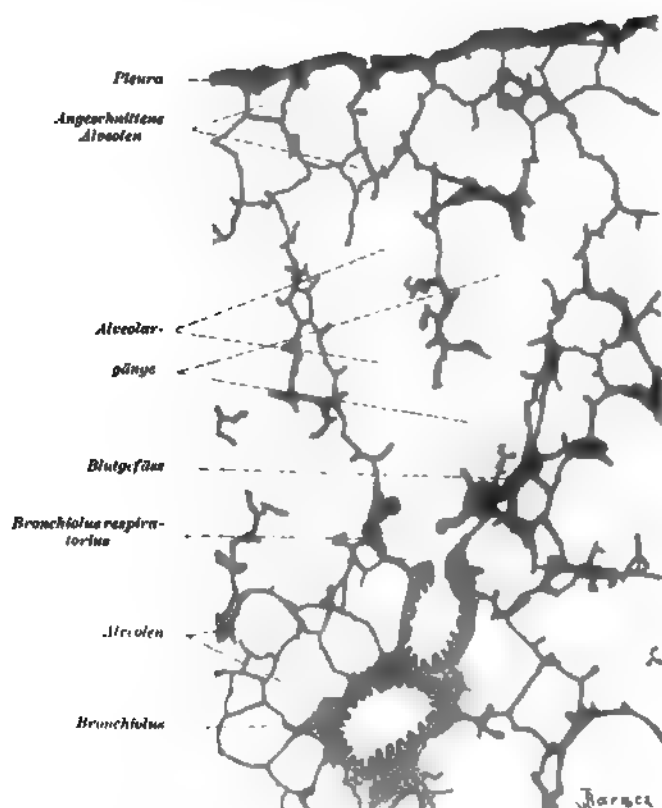 Pleura
Angeschnittene
Alveolen
Alveolar-
gänge
Blutgefäss
Bronchiolus respira-
torius
Alveolen
Bronchiolus